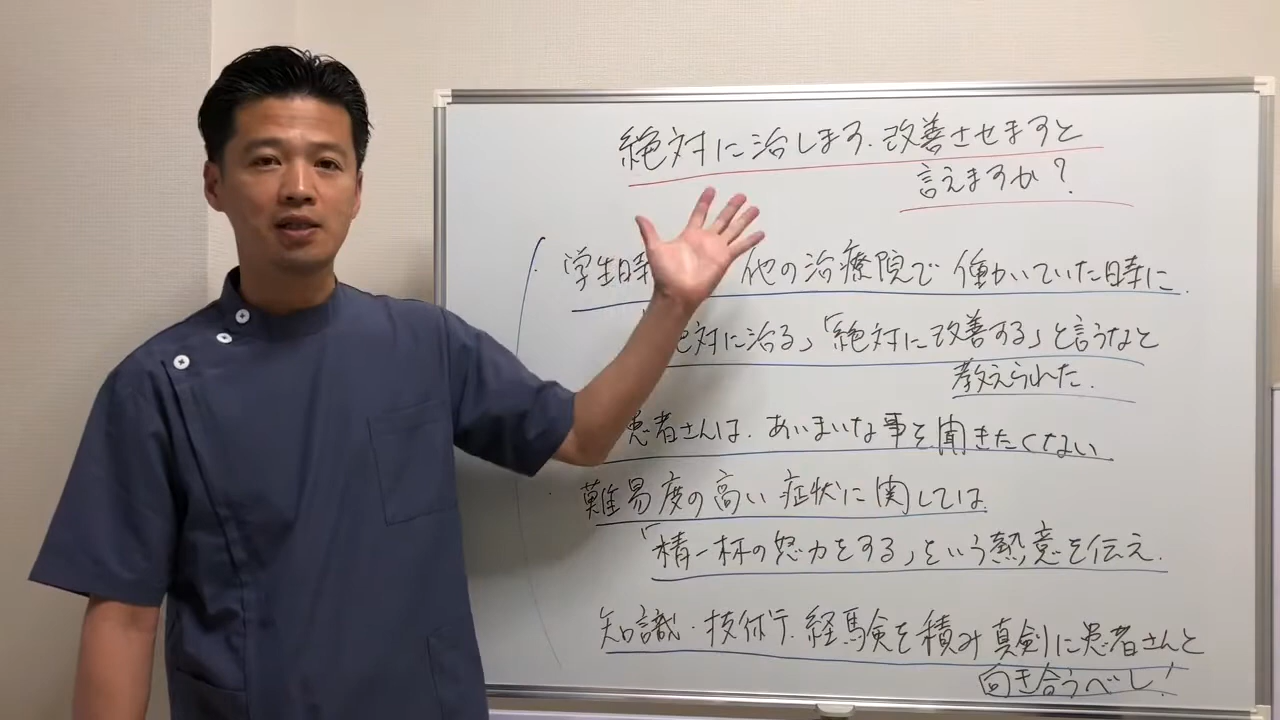 絶対に治します.改善させますと
言えますか?
学生時 他の治療院で働かいていた時に.
絶対に治る」「絶対に改善する」と言うなと
教えられた.
患者さんは.あいまいな事を聞きたくない
難易度の高い症状に関しては.
「精一杯の努力をする」という熱意を伝え.
知識・技術.経験を積み真剣に患者さんと
向き合うべし!